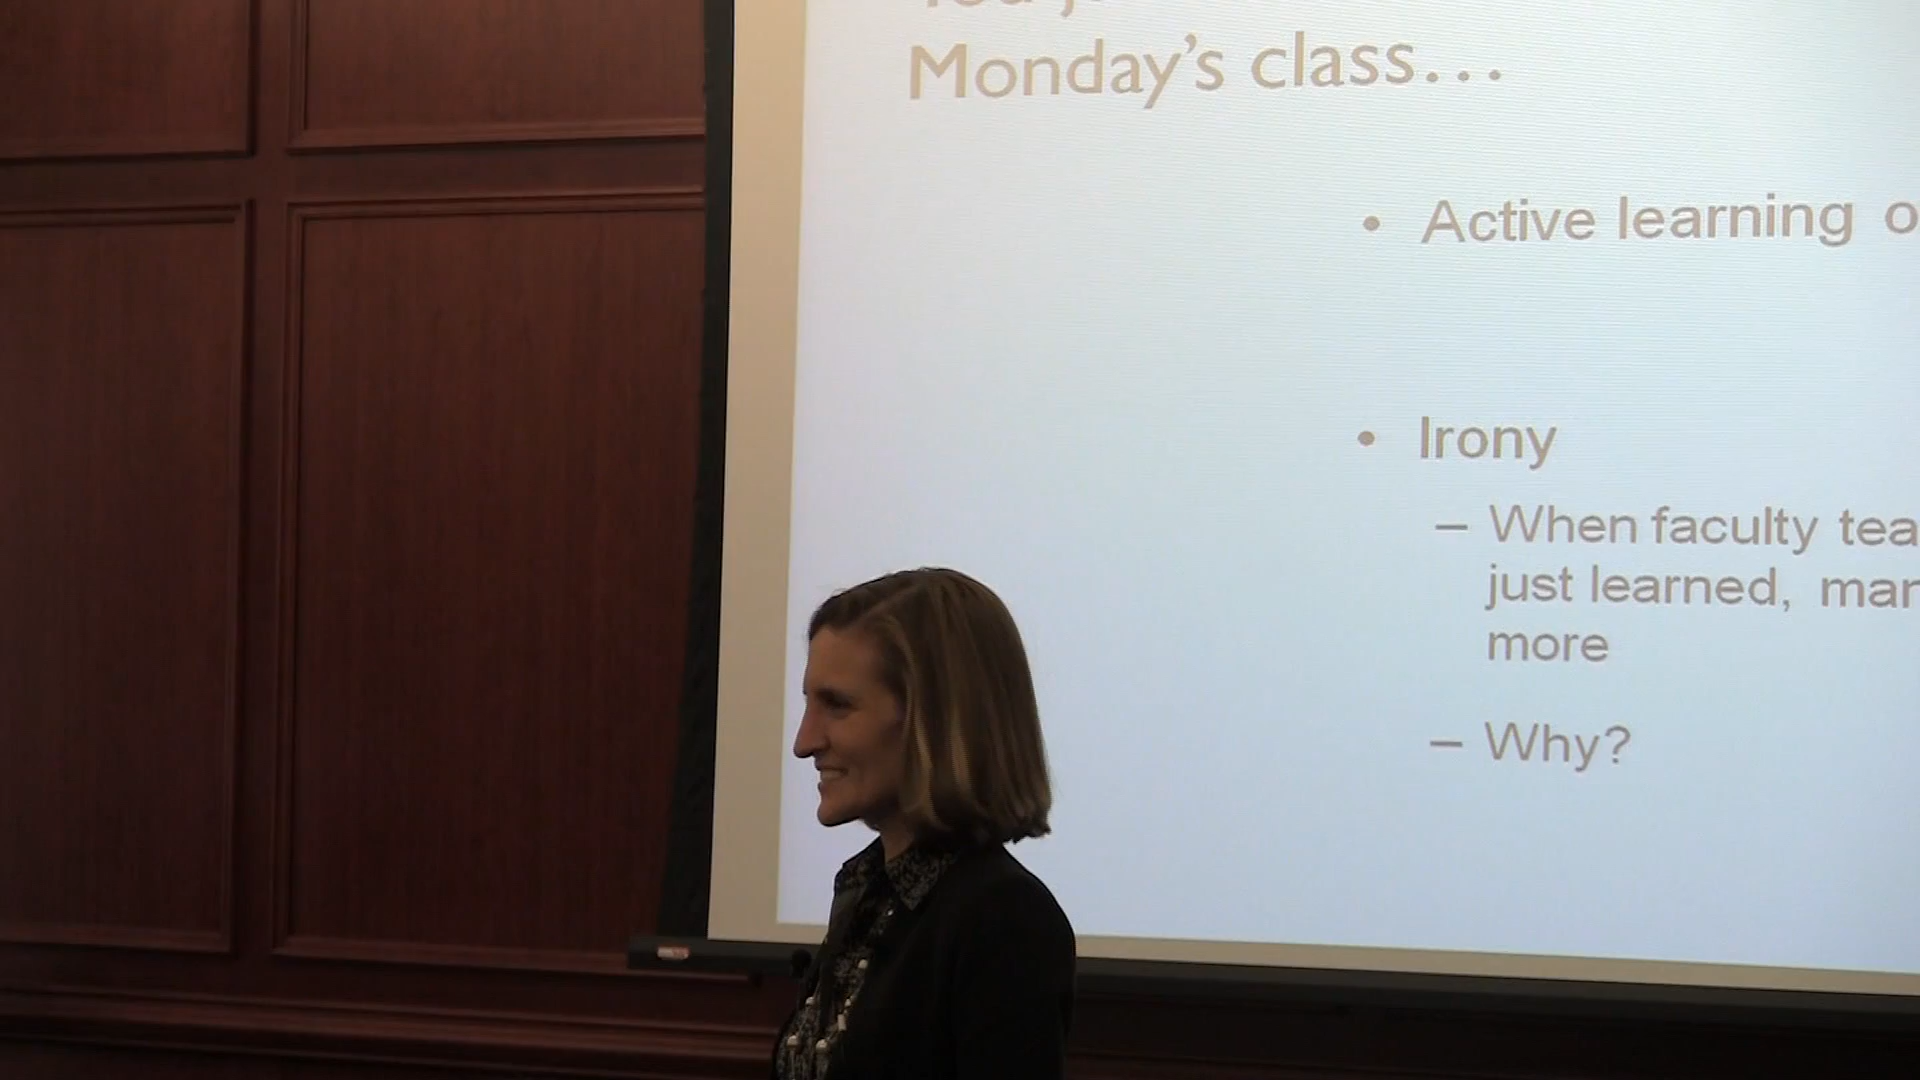 Monday's class...
• Active learning
• Irony
– When faculty
just learned,
more
– Why?